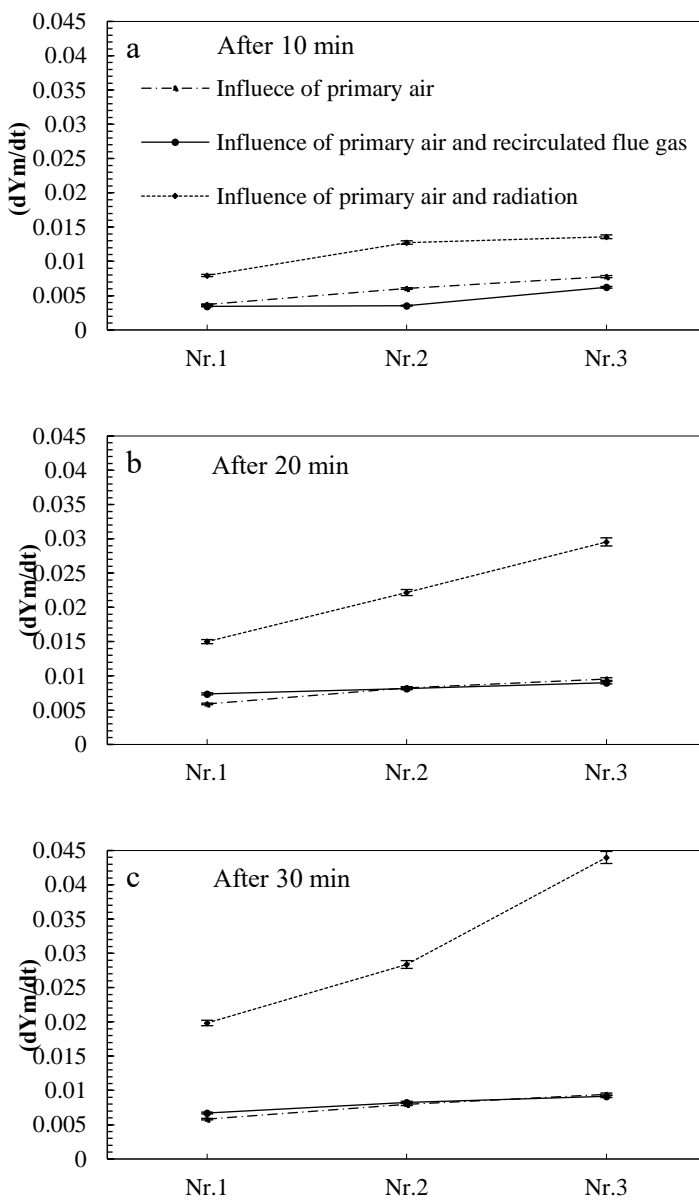 0.045
0.04
0.035
0.03
0.025
0.02
0.015
0.01
0.005
0
(dYm/dt)
a
After 10 min
Influece of primary air
Influence of primary air and recirculated flue gas
Influence of primary air and radiation
Nr.1 Nr.2 Nr.3
0.045
0.04
0.035
0.03
0.025
0.02
0.015
0.01
0.005
0
(dYm/dt)
b
After 20 min
Nr.1 Nr.2 Nr.3
0.045
0.04
0.035
0.03
0.025
0.02
0.015
0.01
0.005
0
(dYm/dt)
c
After 30 min
Nr.1 Nr.2 Nr.3